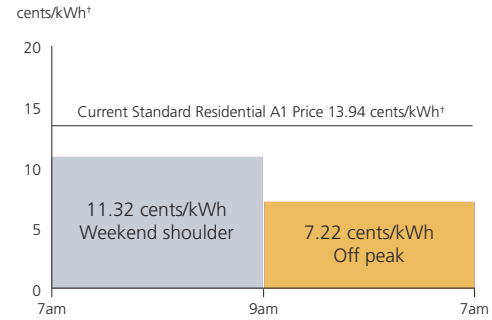 cents/kWh†
20
15
Current Standard Residential A1 Price 13.94 cents/kWh†
10
11.32 cents/kWh
Weekend shoulder
7.22 cents/kWh
Off peak
5
0
7am
9am
7am